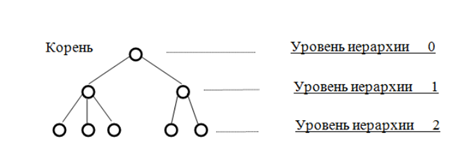 Корень
Уровень иерархии 0
Уровень иерархии 1
Уровень иерархии 2